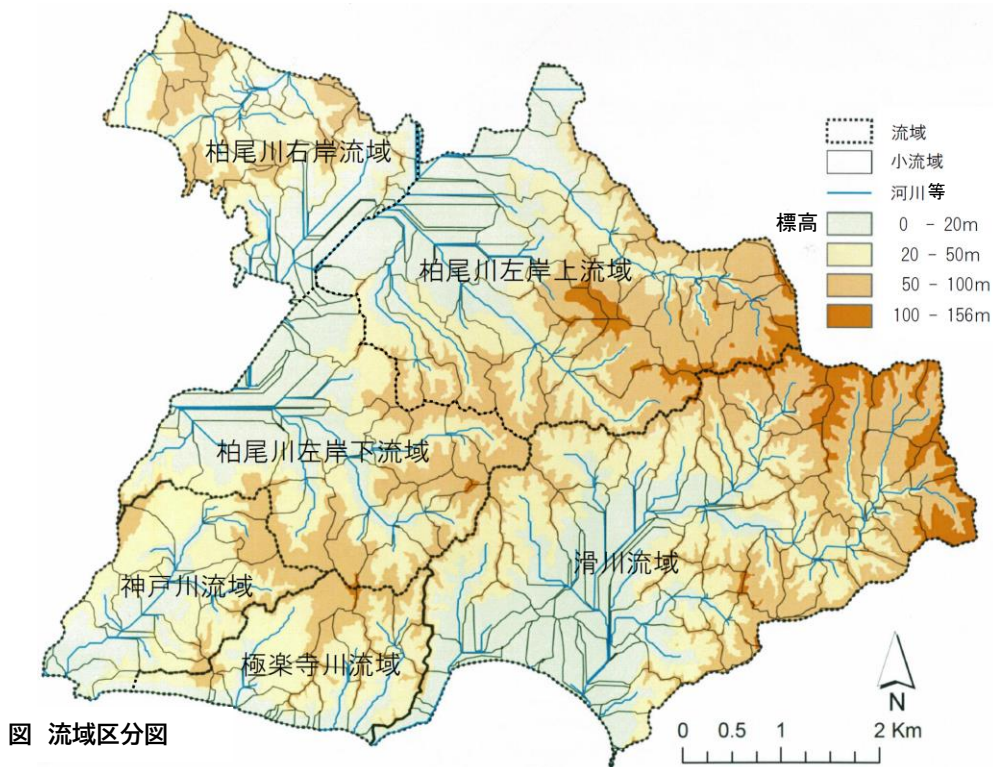 柏尾川右岸流域
柏尾川左岸上流域
柏尾川左岸下流域
滑川流域
神戸川流域
極楽寺川流域
流域
小流域
河川等
標高
0 - 20m
20 - 50m
50 - 100m
100 - 156m
N
0 0.5 1 2 Km
図 流域区分図